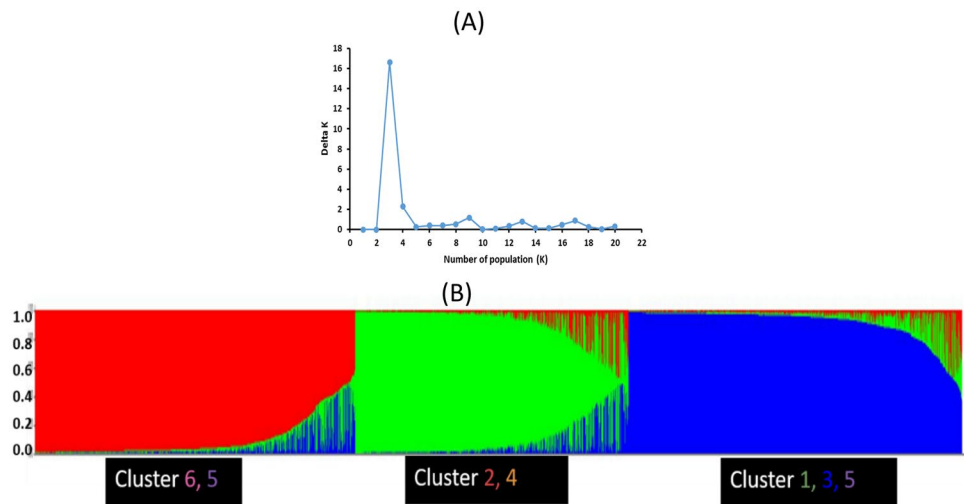 (A)
18
16
14
12
10
8
6
4
2
0
Delta K
0 2 4 6 8 10 12 14 16 18 20 22
Number of population (K)
(B)
1.0
0.8
0.6
0.4
0.2
0.0
Cluster 6, 5
Cluster 2, 4
Cluster 1, 3, 5